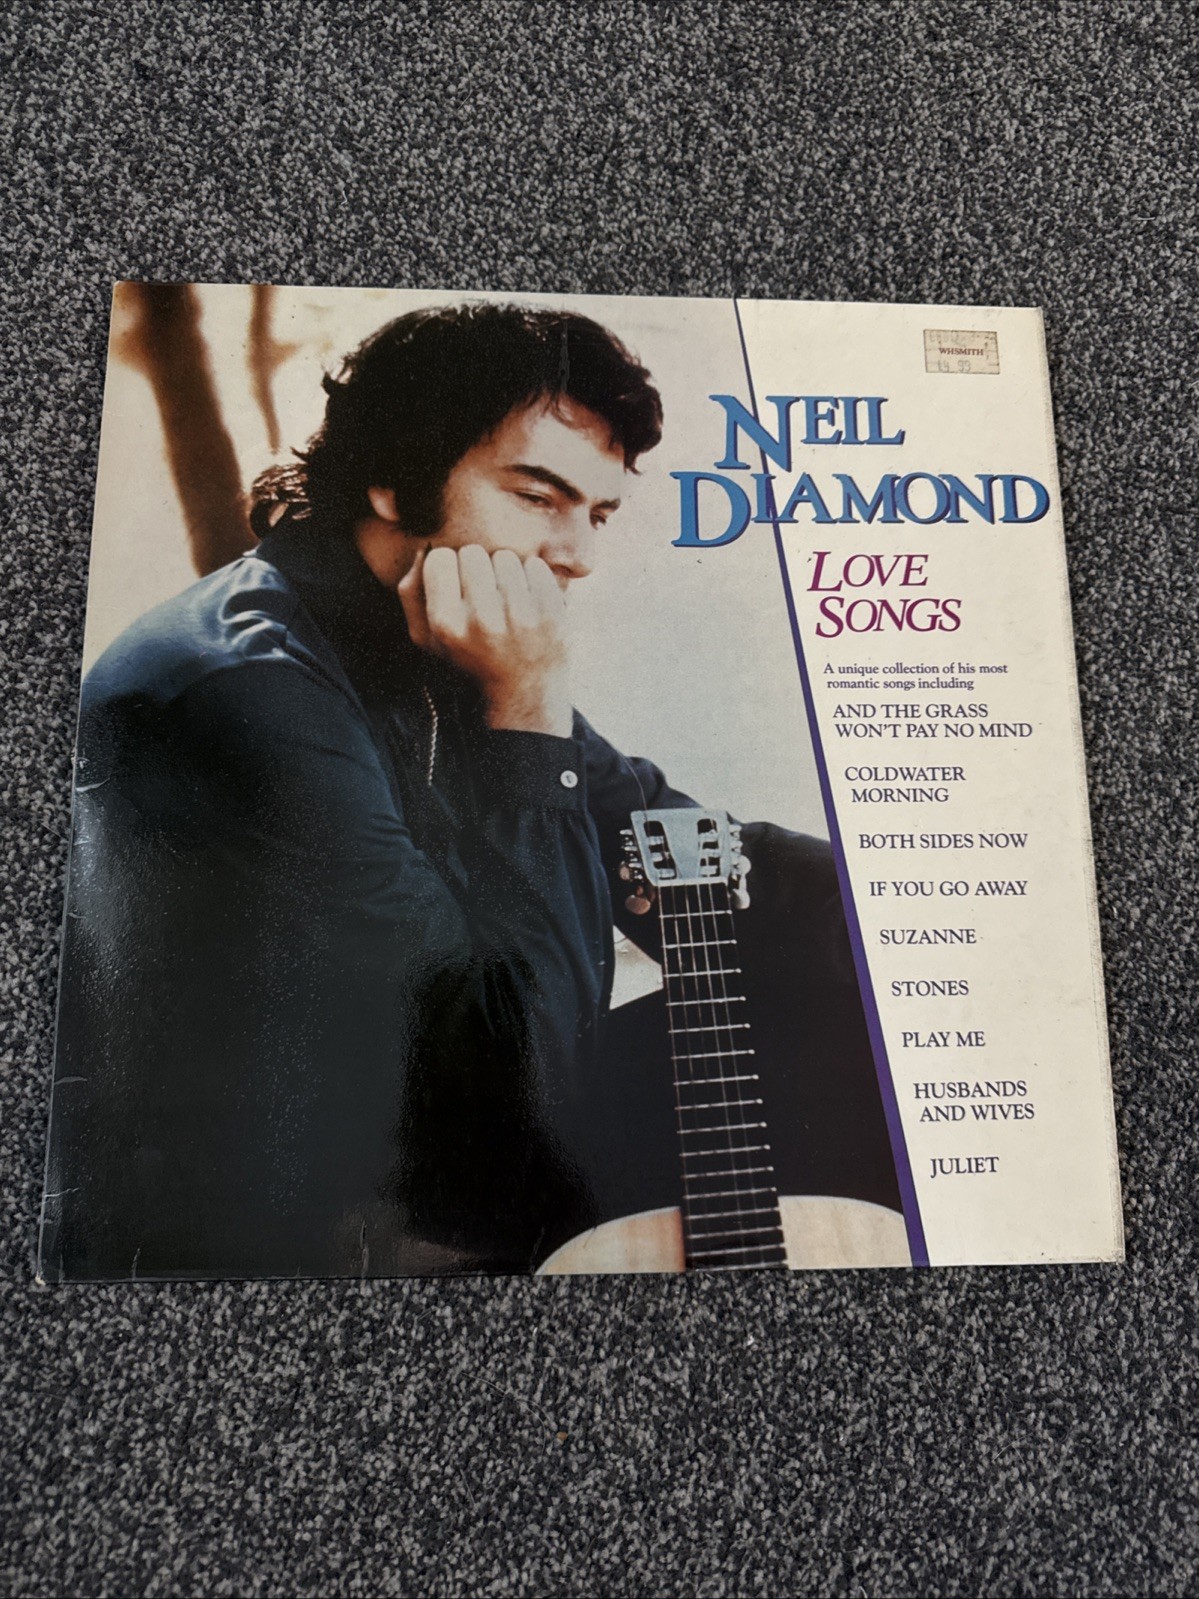 WHSMITH
NEIL
DIAMOND
LOVE
SONGS
A unique collection of his most
romantic songs including
AND THE GRASS
WON'T PAY NO MIND
COLDWATER
MORNING
BOTH SIDES NOW
IF YOU GO AWAY
SUZANNE
STONES
PLAY ME
HUSBANDS
AND WIVES
JULIET